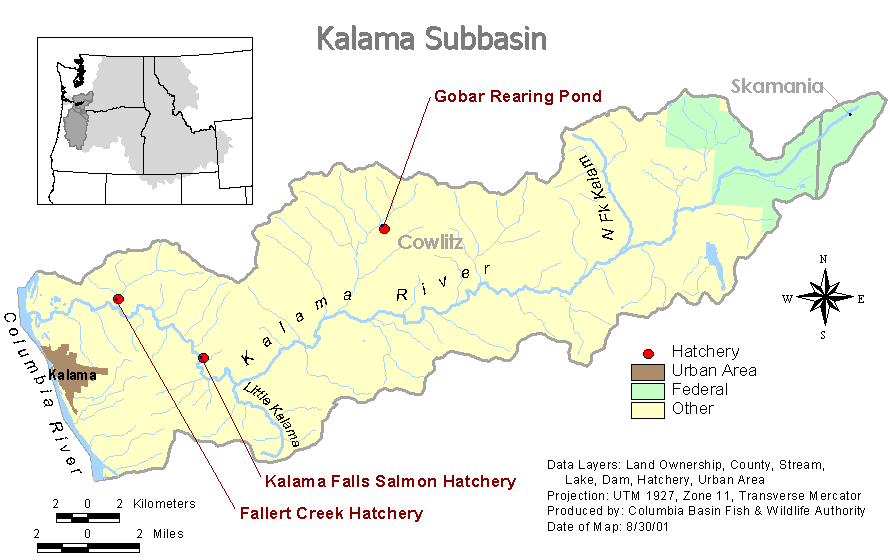 Kalama Subbasin
Skamania
Gobar Rearing Pond
N Fk Kalam
Cowlitz
Kalama River
Columbia River
Kalama
Little Kalama
N
W E
S
Hatchery
Urban Area
Federal
Other
Kalama Falls Salmon Hatchery
Fallert Creek Hatchery
2 0 2 Kilometers
2 0 2 Miles
Data Layers: Land Ownership, County, Stream,
Lake, Dam, Hatchery, Urban Area
Projection: UTM 1927, Zone 11, Transverse Mercator
Produced by: Columbia Basin Fish & Wildlife Authority
Date of Map: 8/30/01